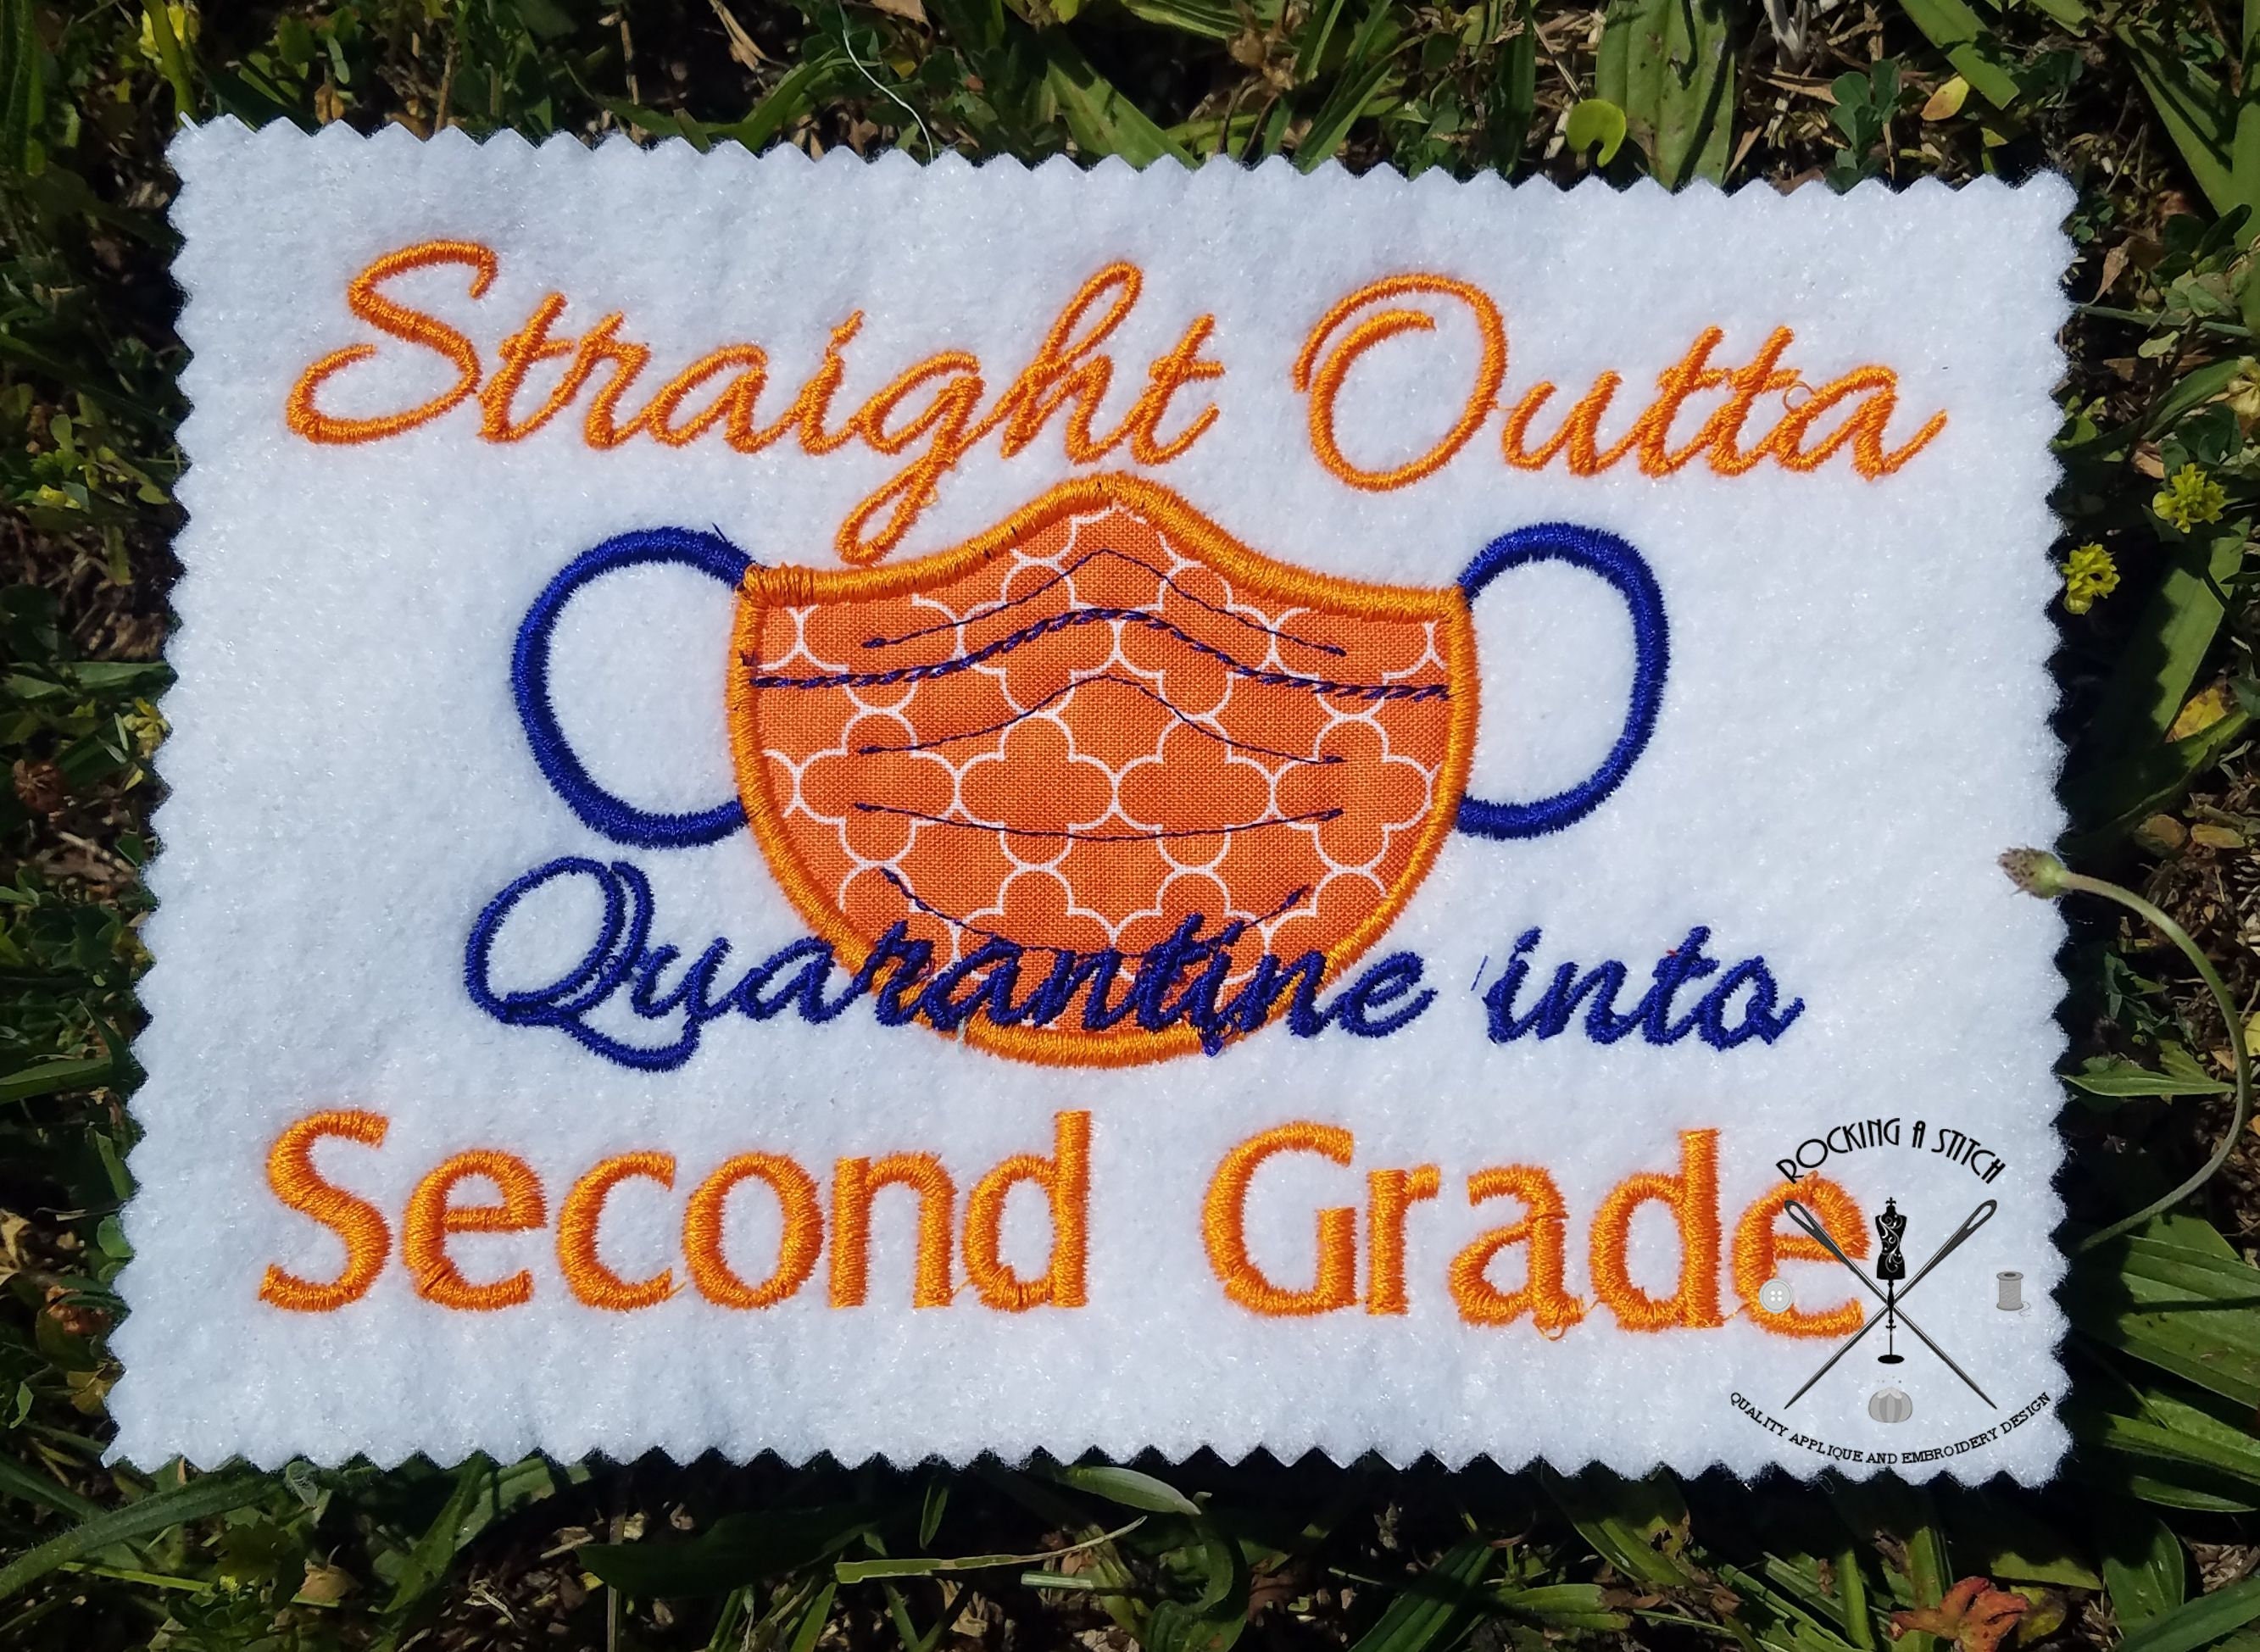 Straight Outta
Quarantine into
Second Grade
ROCKING A STITCH
QUALITY APPLIQUE AND EMBROIDERY DESIGN